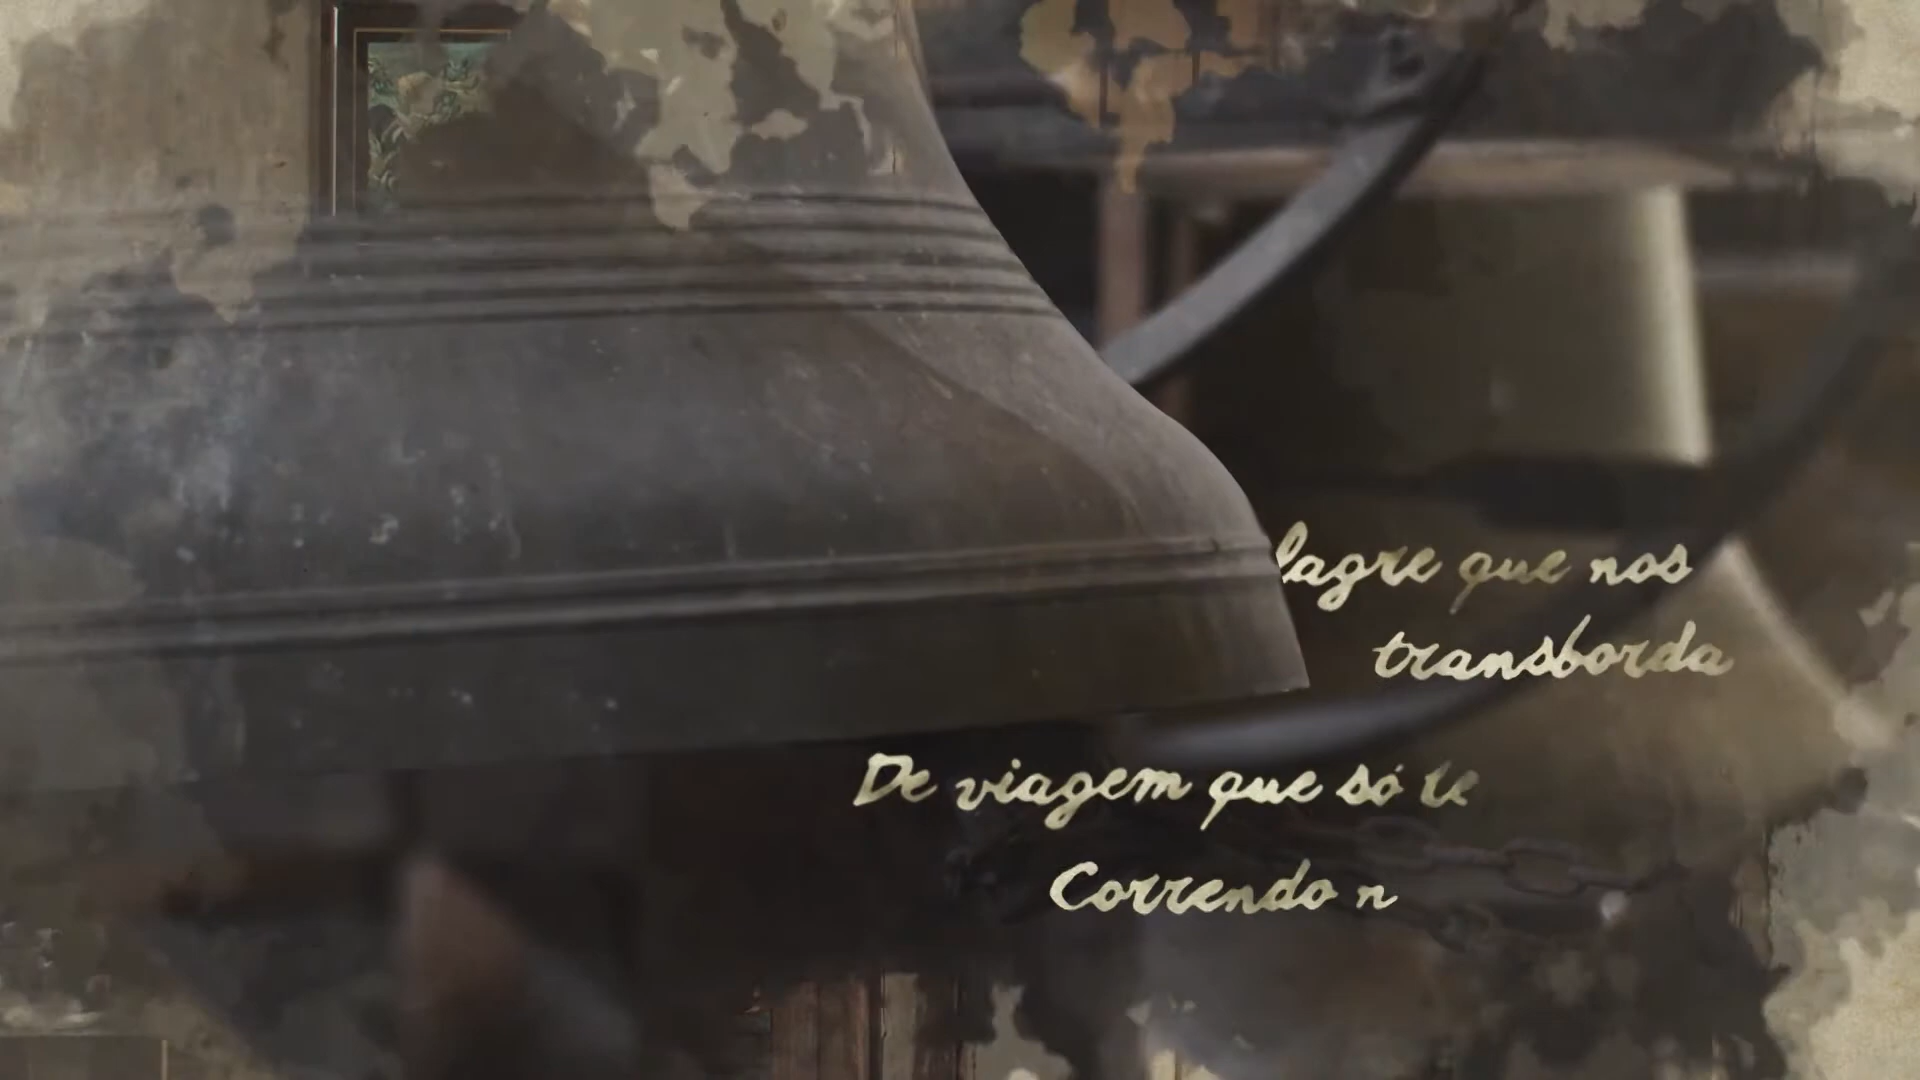 lagre que nos
transborda
De viagem que só te
Correndo n